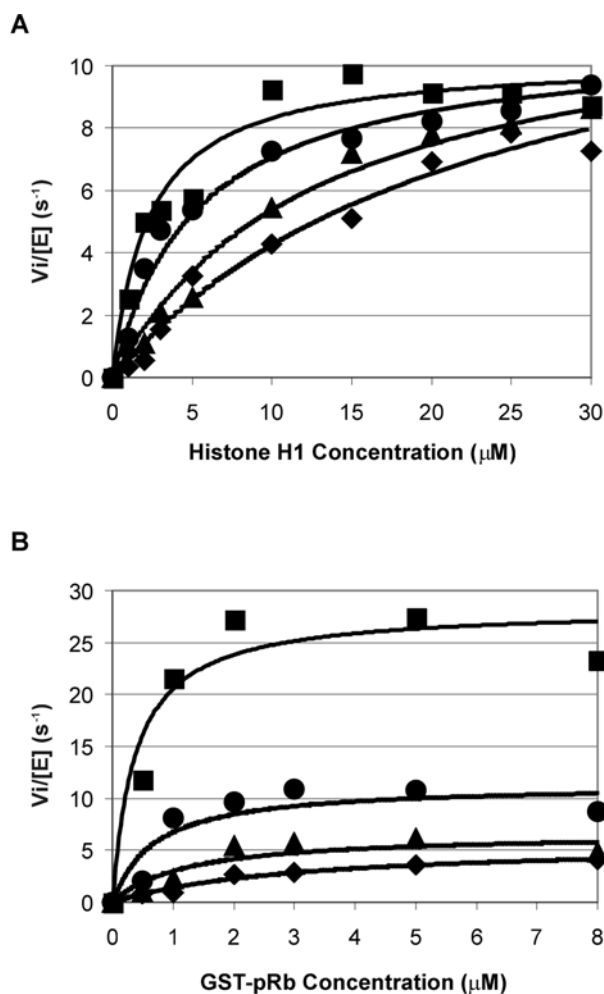 A
10
8
6
4
2
0
Vi/[E] (s⁻¹)
0 5 10 15 20 25 30
Histone H1 Concentration (μM)
B
30
25
20
15
10
5
0
Vi/[E] (s⁻¹)
0 1 2 3 4 5 6 7 8
GST-pRb Concentration (μM)